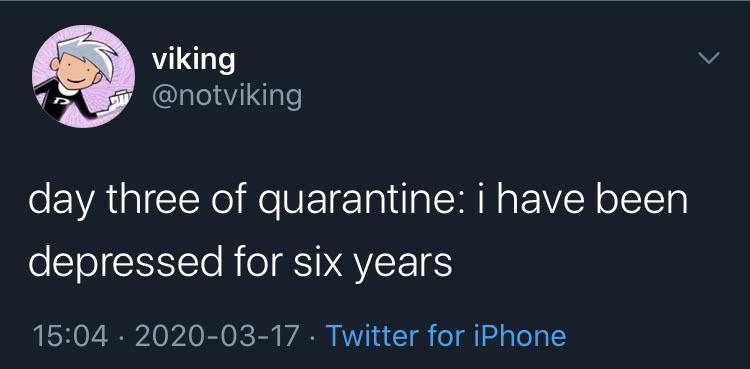 viking
@notviking
day three of quarantine: i have been
depressed for six years
15:04 · 2020-03-17 · Twitter for iPhone